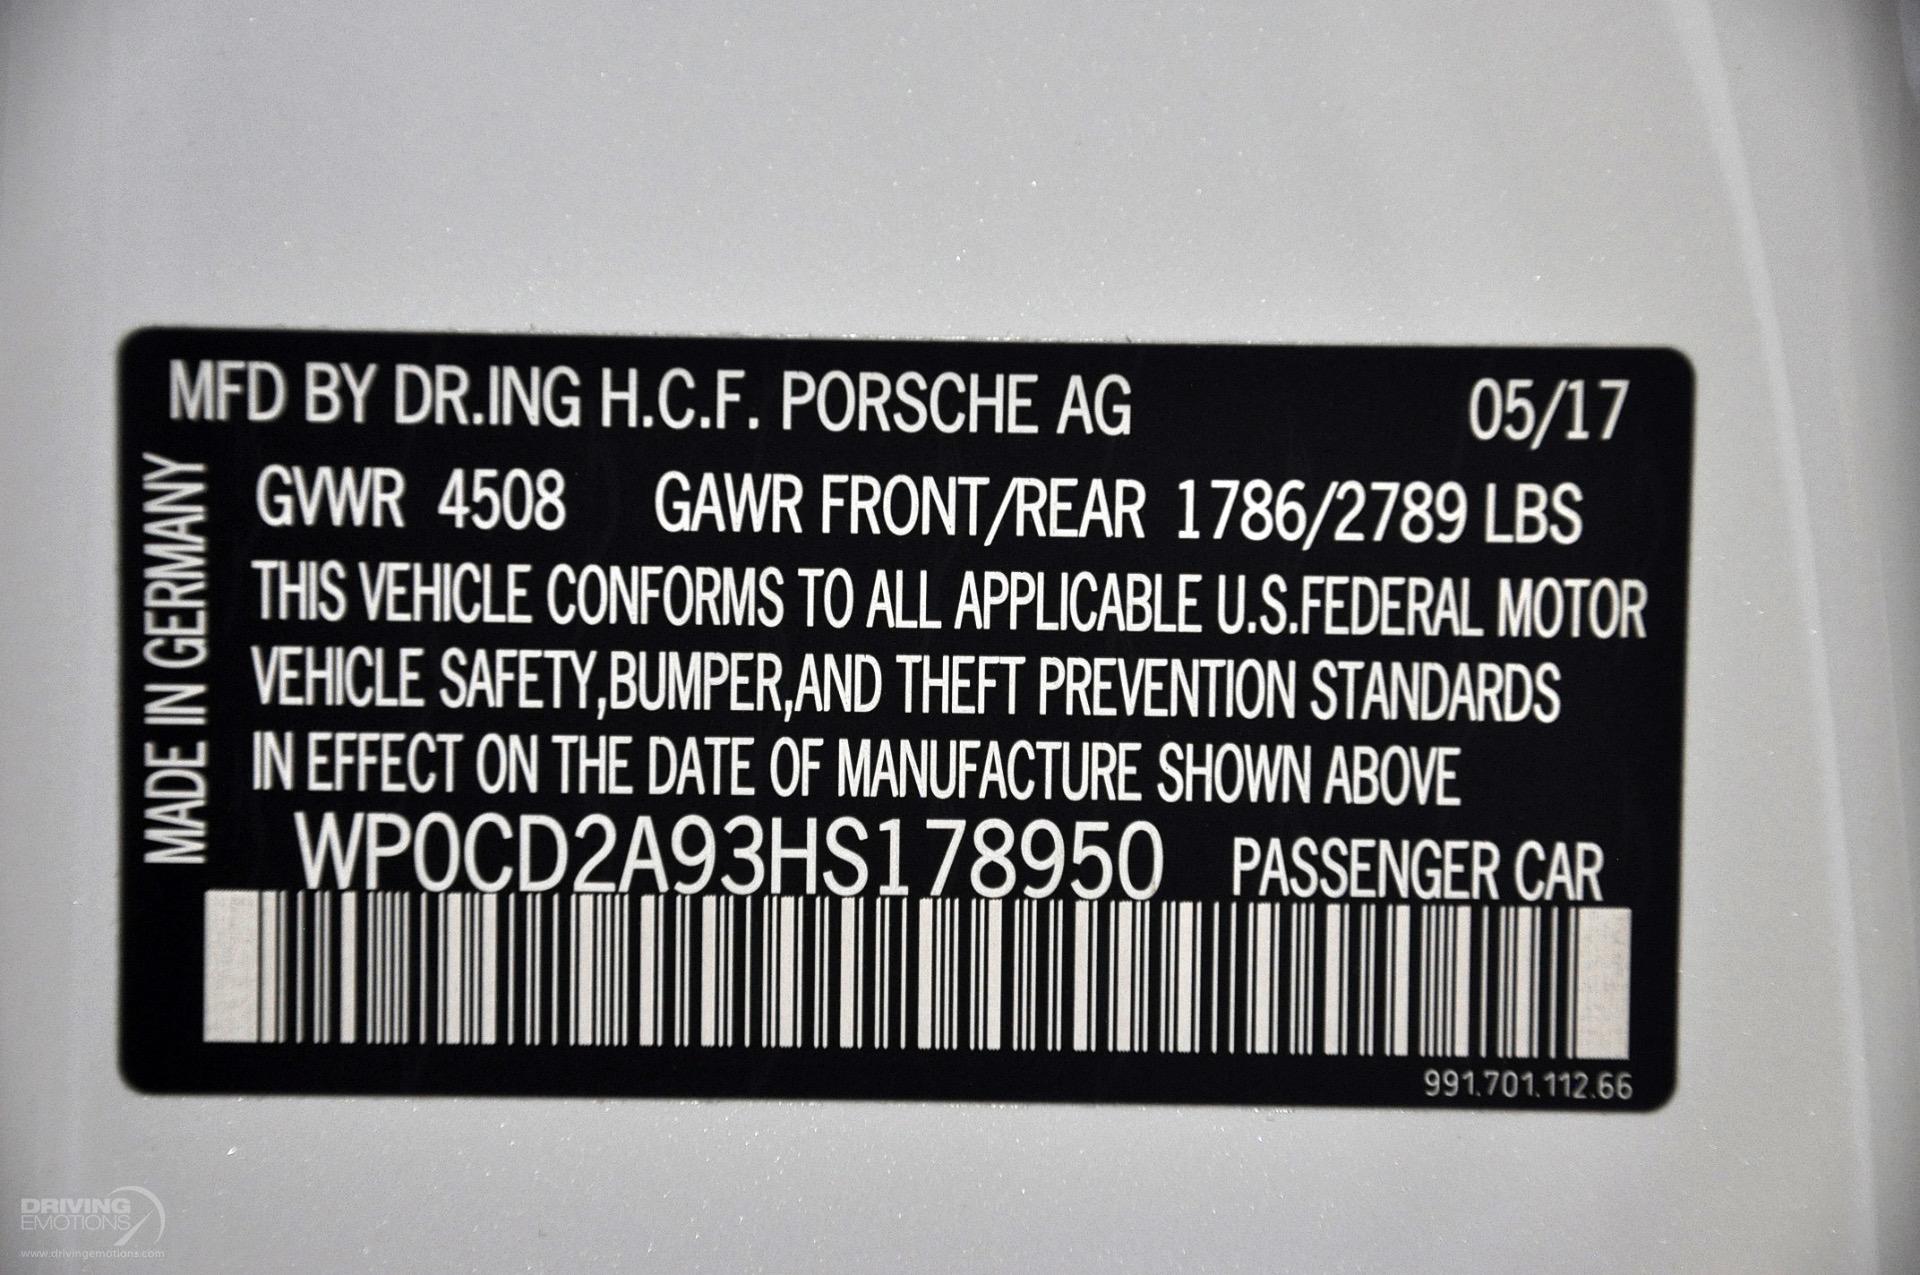 MFD BY DR.ING H.C.F. PORSCHE AG 05/17
GVWR 4508 GAWR FRONT/REAR 1786/2789 LBS
THIS VEHICLE CONFORMS TO ALL APPLICABLE U.S.FEDERAL MOTOR
VEHICLE SAFETY,BUMPER,AND THEFT PREVENTION STANDARDS
IN EFFECT ON THE DATE OF MANUFACTURE SHOWN ABOVE
WP0CD2A93HS178950 PASSENGER CAR
MADE IN GERMANY
991.701.112.66
DRIVING
EMOTIONS
www.drivingemotions.com